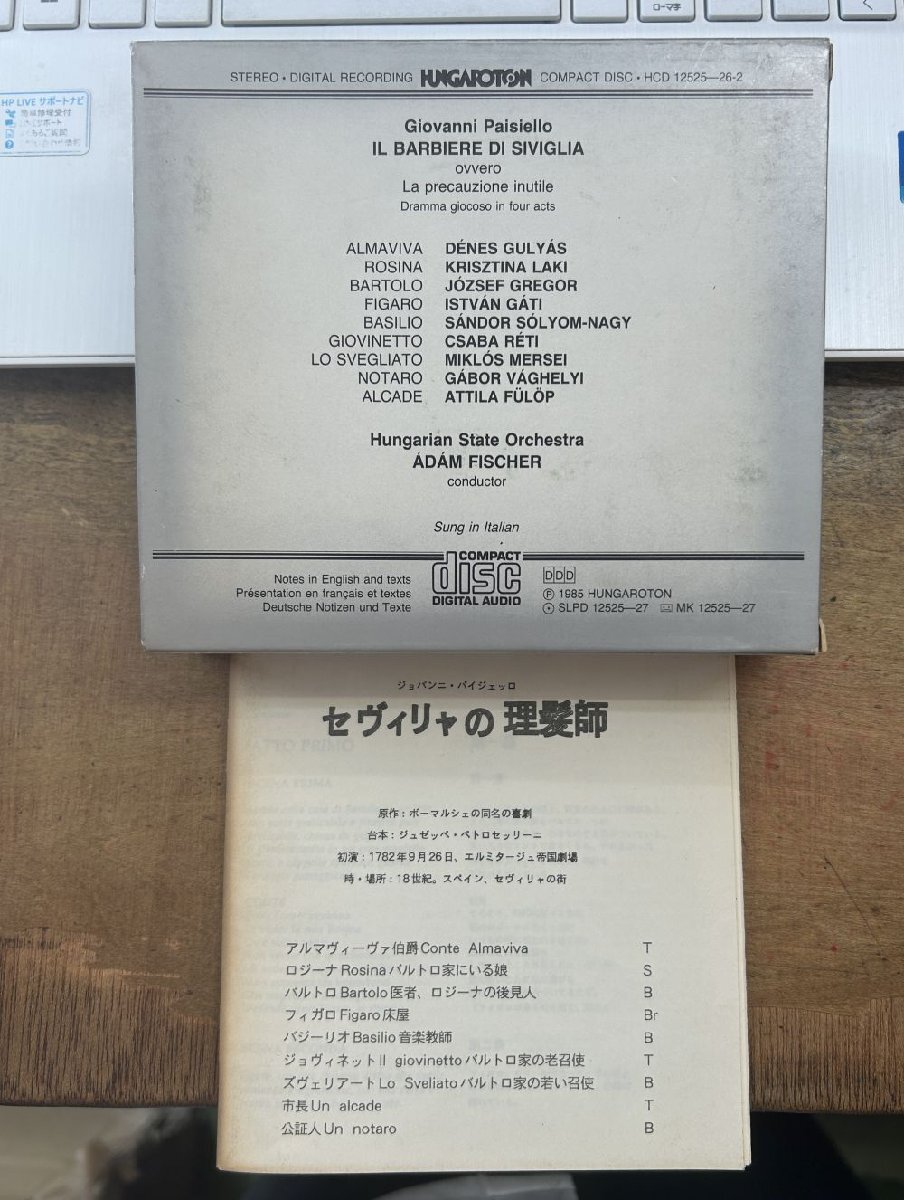 ローマ字
HP LIVE サポートナビ
STEREO • DIGITAL RECORDING HUNGAROTON COMPACT DISC • HCD 12525—26-2
Giovanni Paisiello
IL BARBIERE DI SIVIGLIA
ovvero
La precauzione inutile
Dramma giocoso in four acts
ALMAVIVA DÉNES GULYÁS
ROSINA KRISZTINA LAKI
BARTOLO JÓZSEF GREGOR
FIGARO ISTVÁN GÁTI
BASILIO SÁNDOR SÓLYOM-NAGY
GIOVINETTO CSABA RÉTI
LO SVEGLIATO MIKLÓS MERSEI
NOTARO GÁBOR VÁGHELYI
ALCADE ATTILA FÜLÖP
Hungarian State Orchestra
ÁDÁM FISCHER
conductor
Sung in Italian
Notes in English and texts
Présentation en français et textes
Deutsche Notizen und Texte
COMPACT
disc
DIGITAL AUDIO
DDD
Ⓟ 1985 HUNGAROTON
SLPD 12525—27 MK 12525—27
ジョバンニ・パイジェッロ
セヴィリャの理髪師
原作：ボーマルシェの同名の喜劇
台本：ジュゼッペ・ペトロセッリーニ
初演：1782年9月26日、エルミタージュ帝国劇場
時・場所：18世紀。スペイン、セヴィリャの街
アルマヴィーヴァ伯爵Conte Almaviva T
ロジーナRosinaバルトロ家にいる娘 S
バルトロBartolo医者、ロジーナの後見人 B
フィガロFigaro床屋 Br
バジーリオBasilio音楽教師 B
ジョヴィネットIl giovinettoバルトロ家の老召使 T
ズヴェリアートLo Sveliatoバルトロ家の若い召使 B
市長Un alcade T
公証人Un notaro B